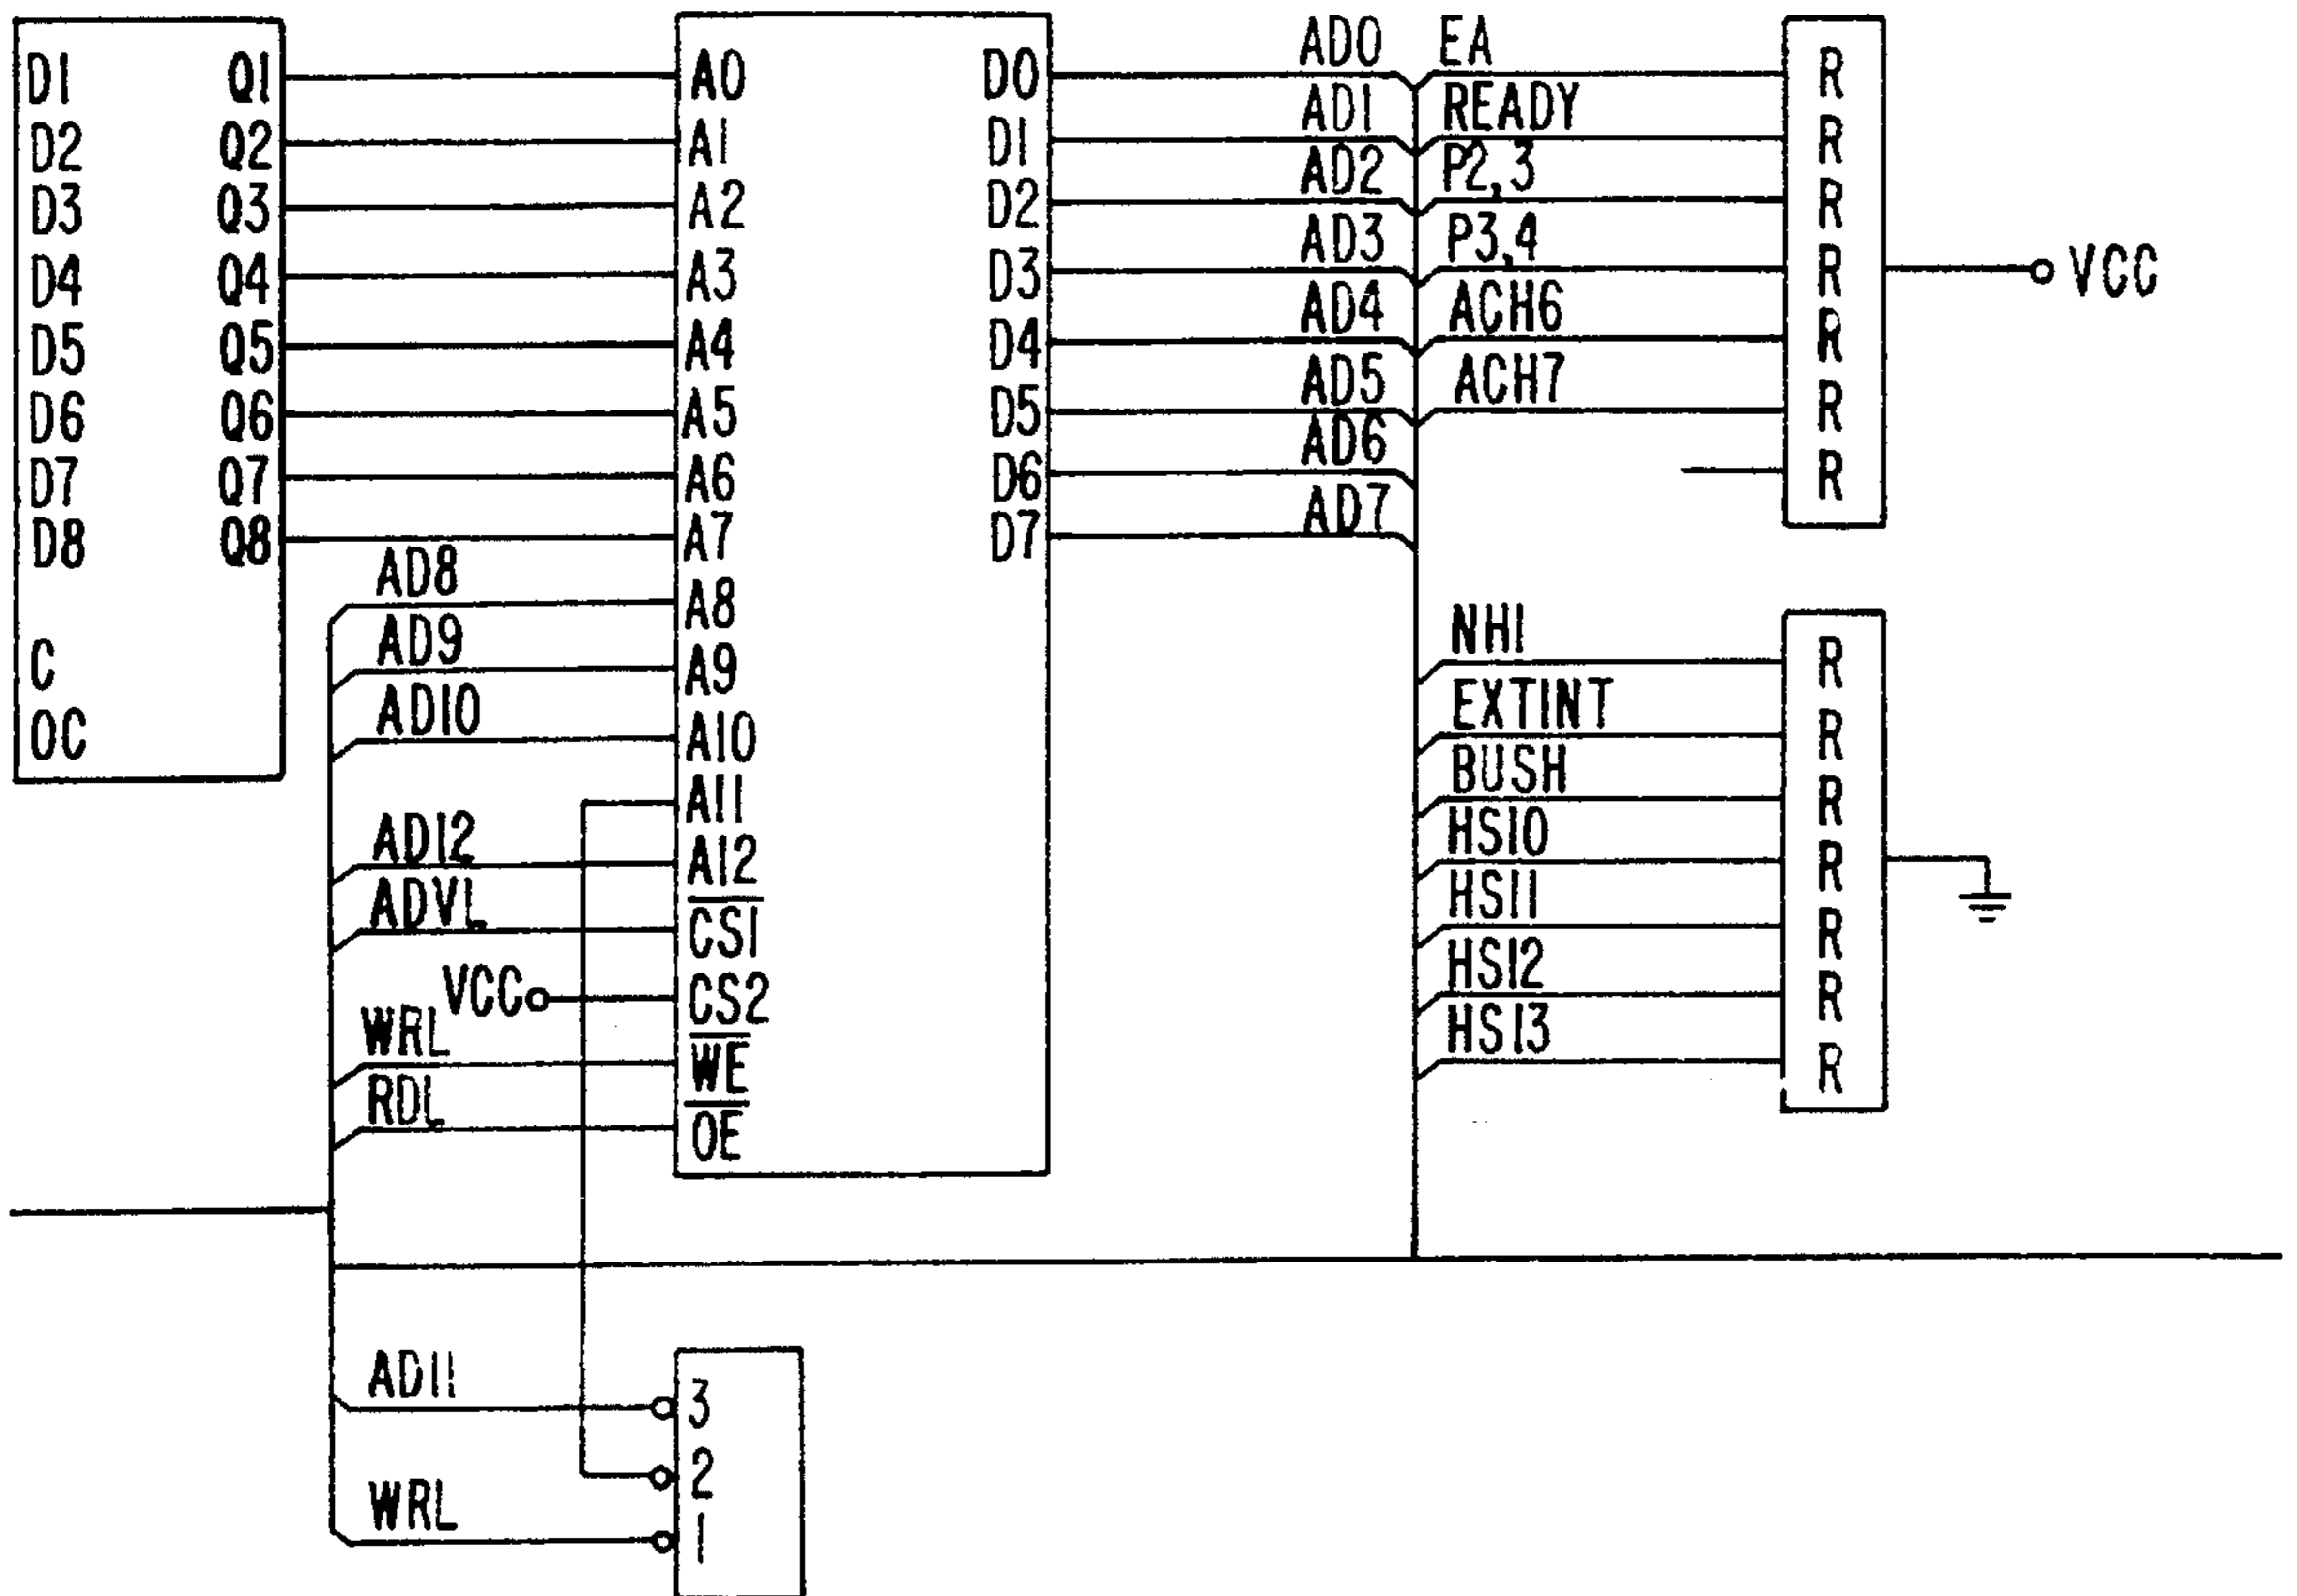 D1 Q1
D2 Q2
D3 Q3
D4 Q4
D5 Q5
D6 Q6
D7 Q7
D8 Q8
C
OC
A0 D0
A1 D1
A2 D2
A3 D3
A4 D4
A5 D5
A6 D6
A7 D7
A8
A9
A10
A11
A12
CS1
CS2
WE
OE
AD8
AD9
AD10
AD12
ADVL
VCC
WRL
RDL
AD0 EA
AD1 READY
AD2 P2,3
AD3 P3,4
AD4 ACH6
AD5 ACH7
AD6
AD7
R
R
R
R
R
R
R
VCC
NHI
EXTINT
BUSH
HSI0
HSI1
HSI2
HSI3
R
R
R
R
R
R
R
AD11
WRL
3
2
1